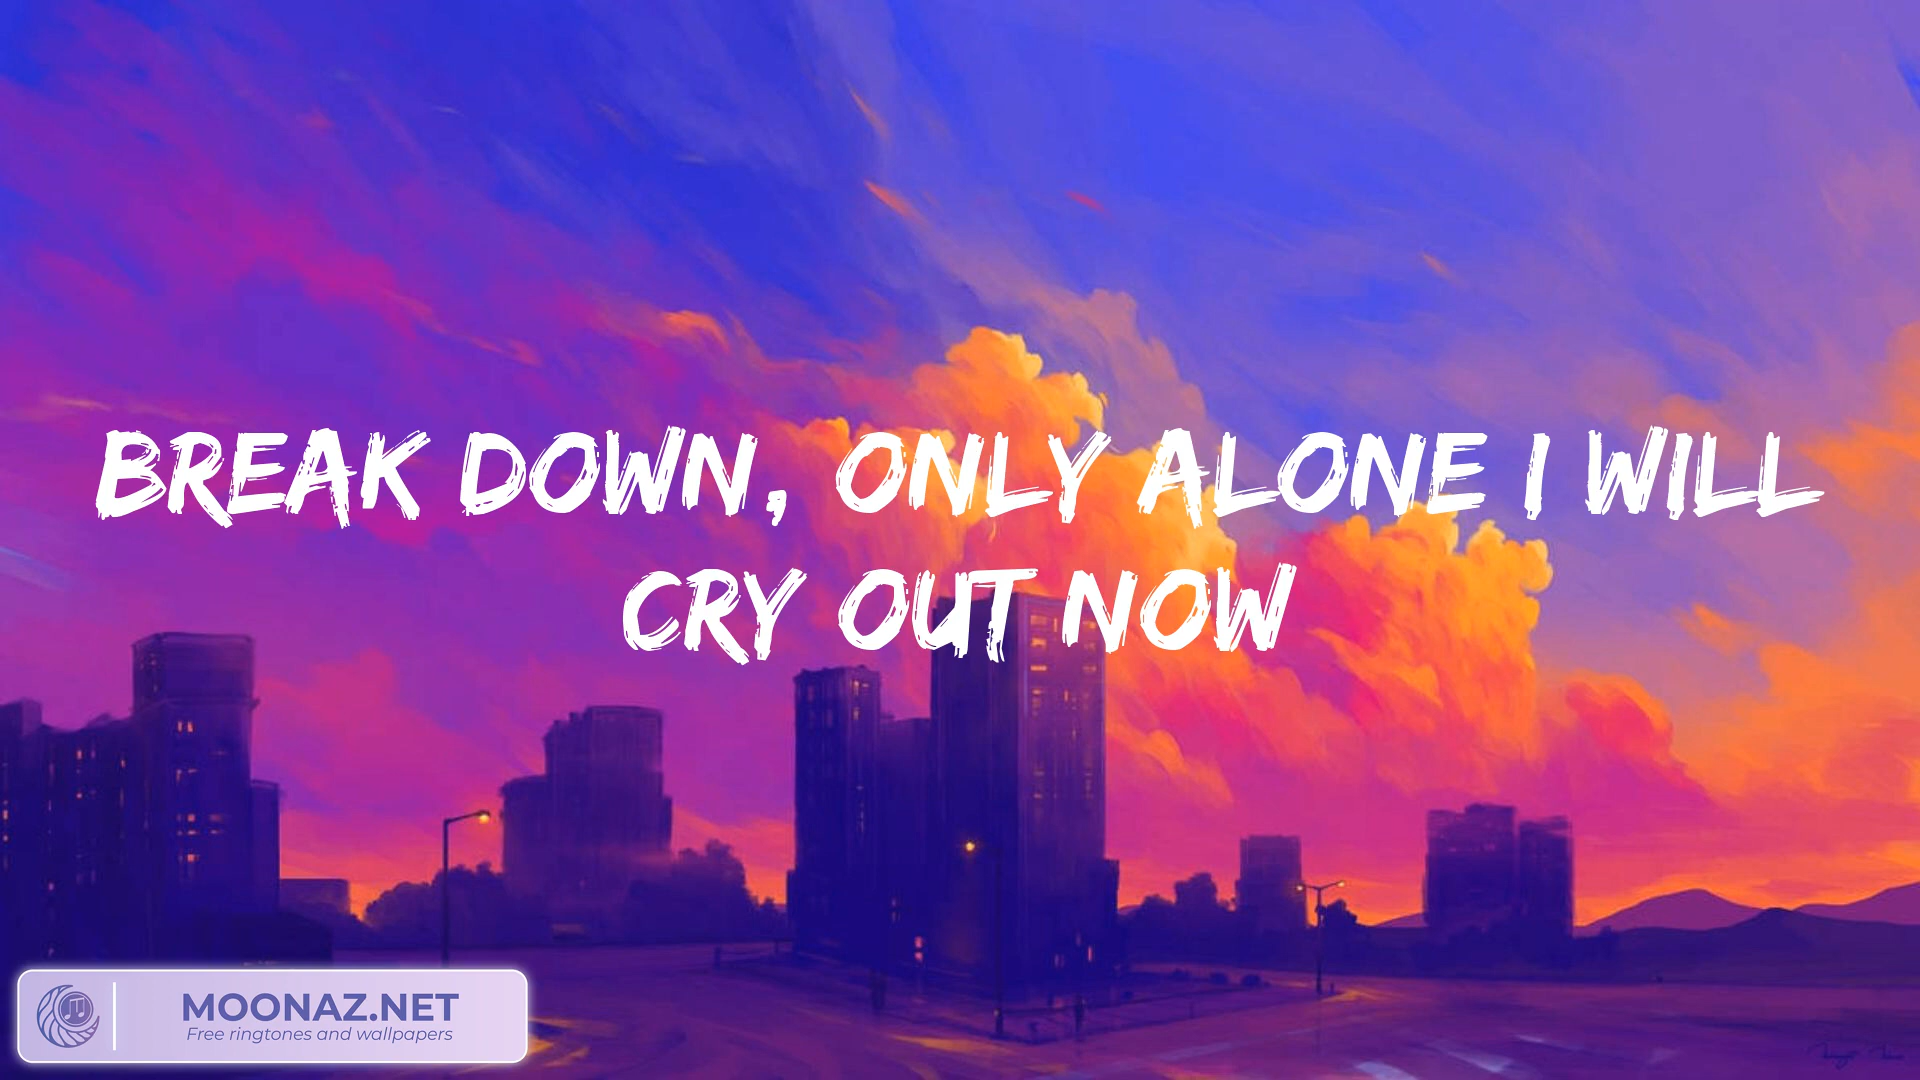 BREAK DOWN, ONLY ALONE I WILL
CRY OUT NOW
MOONAZ.NET
Free ringtones and wallpapers